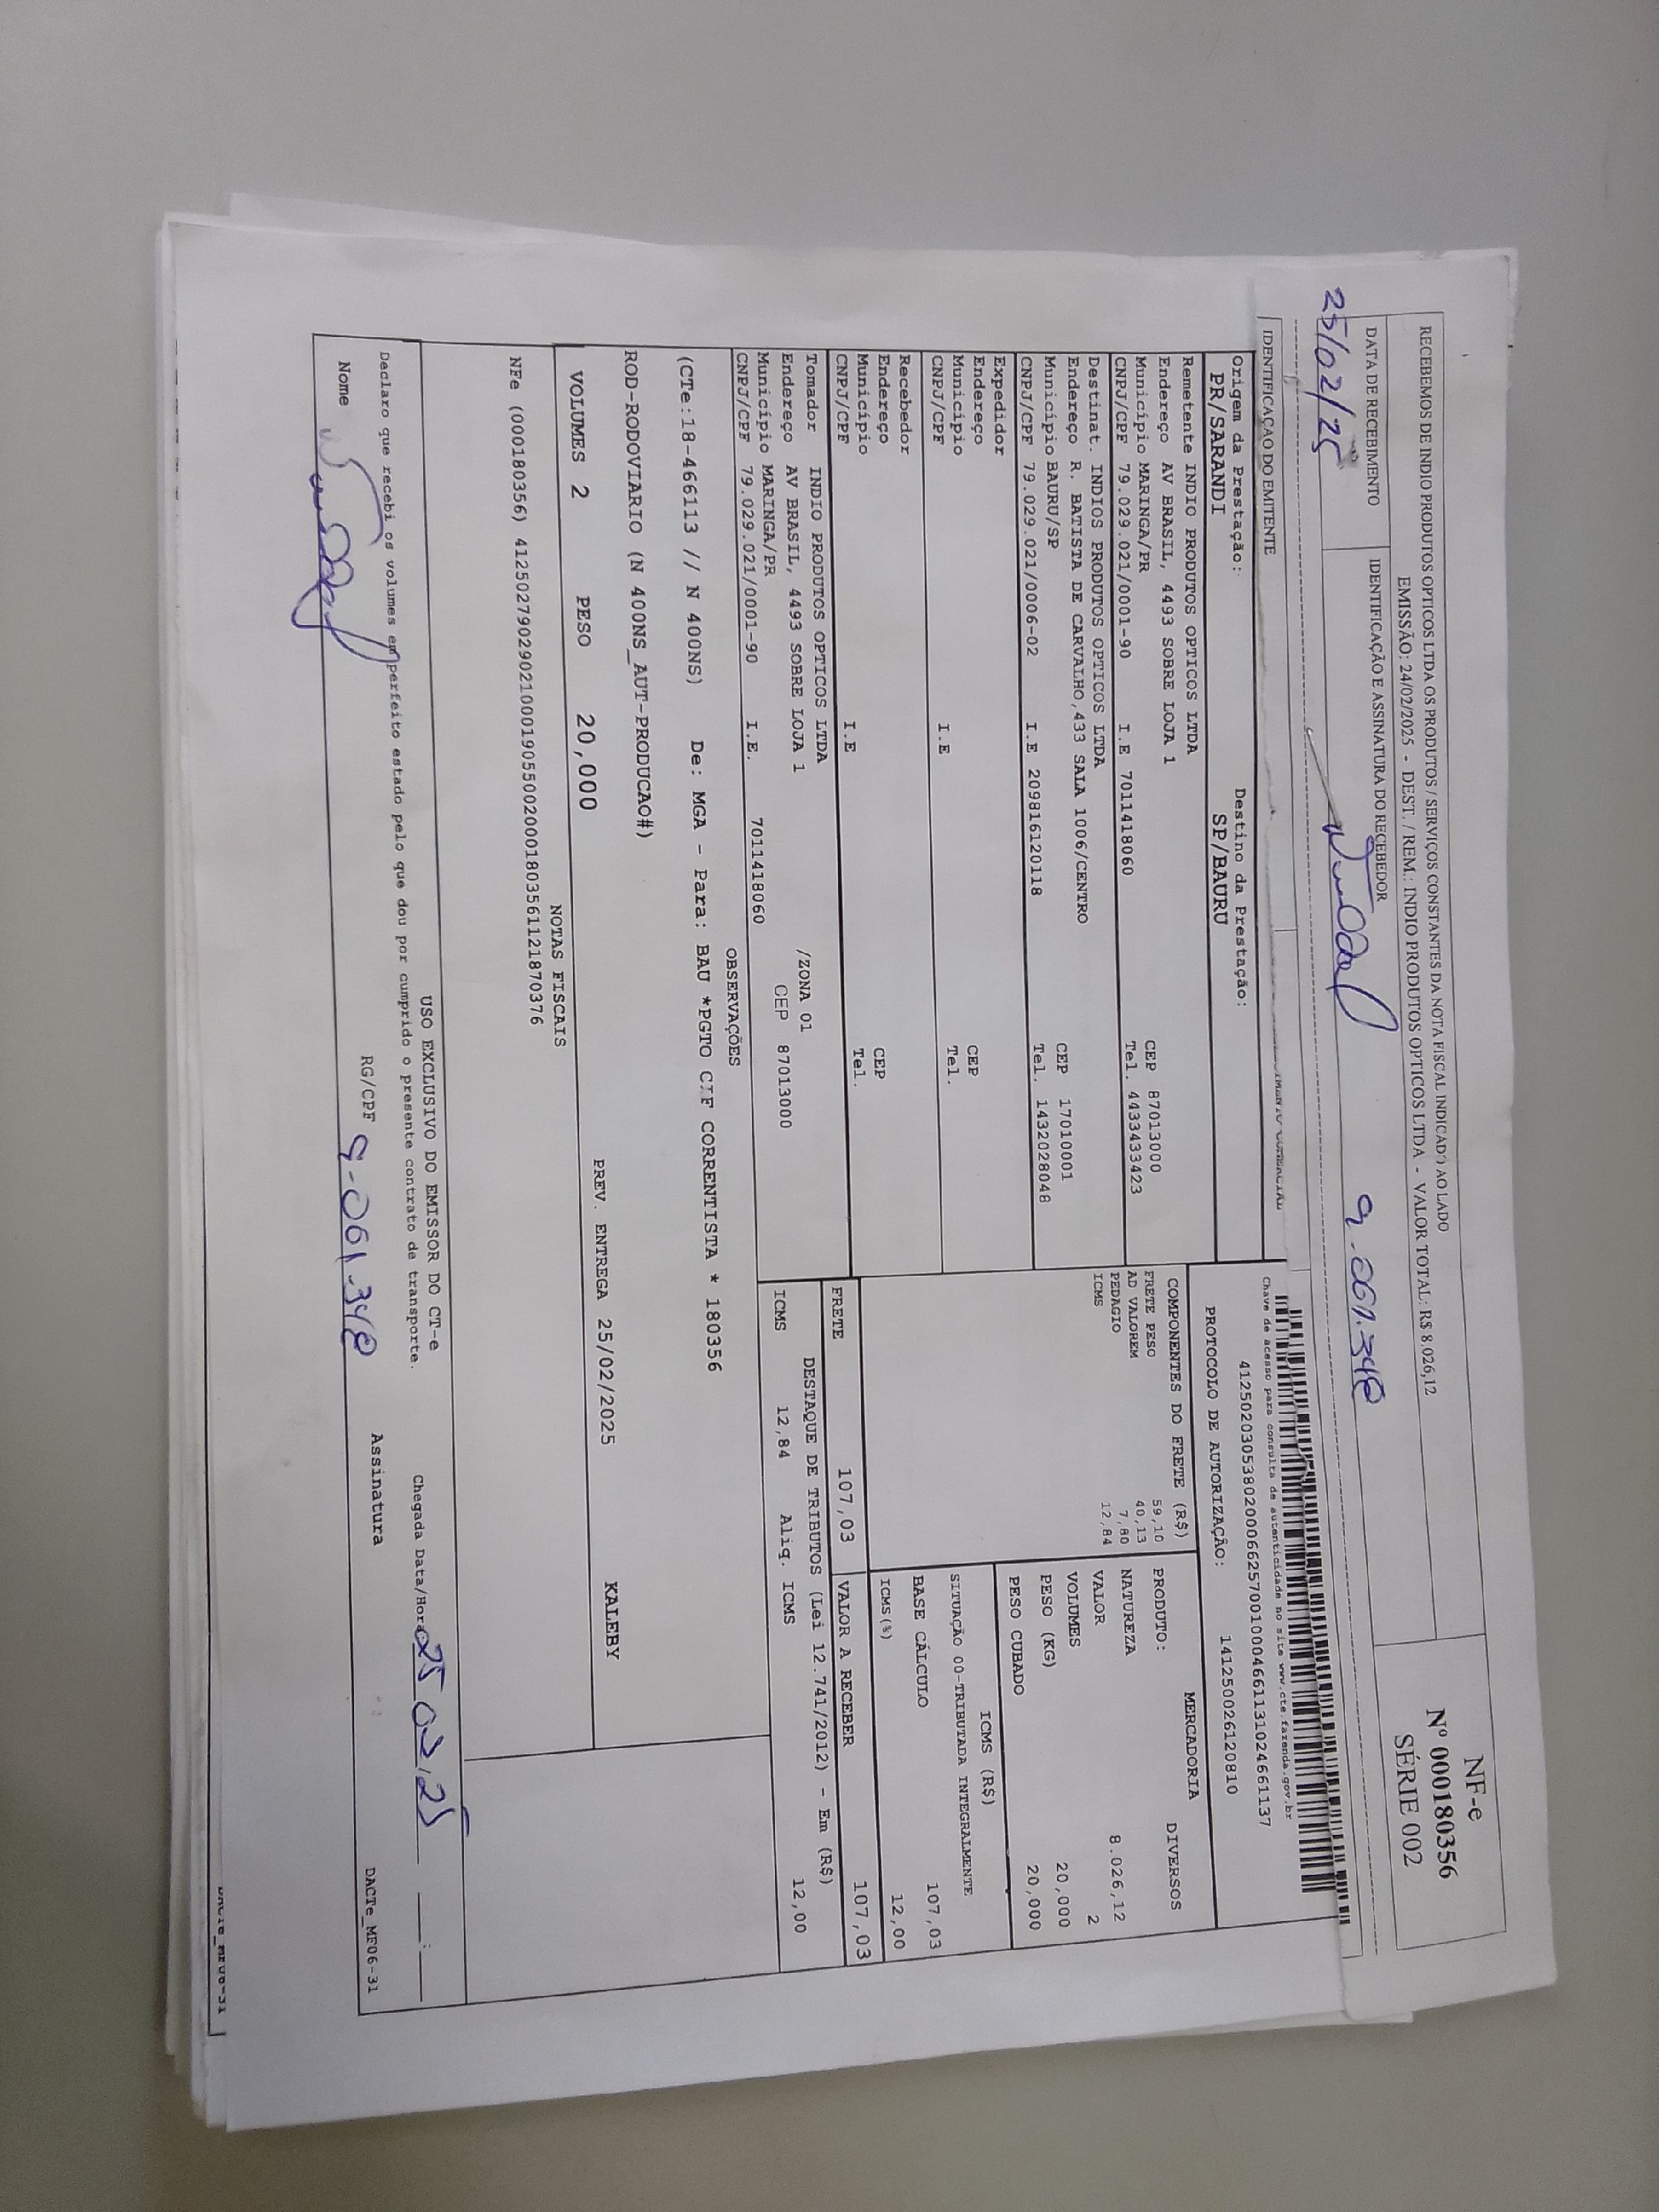 RECEBEMOS DE INDIO PRODUTOS OPTICOS LTDA OS PRODUTOS / SERVIÇOS CONSTANTES DA NOTA FISCAL INDICADO AO LADO
EMISSÃO: 24/02/2025 - DEST. / REM.: INDIO PRODUTOS OPTICOS LTDA - VALOR TOTAL: R$ 8.026,12
NF-e
Nº 000180356
SÉRIE 002
DATA DE RECEBIMENTO
IDENTIFICAÇÃO E ASSINATURA DO RECEBEDOR
25/02/25
9.061.348
IDENTIFICAÇÃO DO EMITENTE
Chave de acesso para consulta de autenticidade no site www.cte.fazenda.gov.br
41250203053802000662570010004661131024661137
PROTOCOLO DE AUTORIZAÇÃO: 141250026120810
Origem da Prestação: Destino da Prestação:
PR/SARANDI SP/BAURU
Remetente INDIO PRODUTOS OPTICOS LTDA
Endereço AV BRASIL, 4493 SOBRE LOJA 1
Município MARINGA/PR CEP 87013000
CNPJ/CPF 79.029.021/0001-90 I.E 7011418060 Tel. 443343433423
Destinat. INDIOS PRODUTOS OPTICOS LTDA
Endereço R. BATISTA DE CARVALHO,433 SALA 1006/CENTRO
Município BAURU/SP CEP 17010001
CNPJ/CPF 79.029.021/0006-02 I.E 209816120118 Tel. 1432028048
Expedidor
Endereço
Município CEP
CNPJ/CPF I.E Tel.
Recebedor
Endereço
Município CEP
CNPJ/CPF I.E Tel.
Tomador INDIO PRODUTOS OPTICOS LTDA
Endereço AV BRASIL, 4493 SOBRE LOJA 1 /ZONA 01
Município MARINGA/PR CEP 87013000
CNPJ/CPF 79.029.021/0001-90 I.E. 7011418060
COMPONENTES DO FRETE (R$)
FRETE PESO 59,10
AD VALOREM 40,13
PEDAGIO 7,80
ICMS 12,84
MERCADORIA
PRODUTO: DIVERSOS
NATUREZA
VALOR 8.026,12
VOLUMES 2
PESO (KG) 20,000
PESO CUBADO 20,000
ICMS (R$)
SITUAÇÃO 00-TRIBUTADA INTEGRALMENTE
BASE CÁLCULO 107,03
ICMS(%) 12,00
FRETE 107,03 VALOR A RECEBER 107,03
DESTAQUE DE TRIBUTOS (Lei 12.741/2012) - Em (R$)
ICMS 12,84 Aliq. ICMS 12,00
OBSERVAÇÕES
(CTe:18-466113 // N 400NS) De: MGA - Para: BAU *PGTO CIF CORRENTISTA * 180356
ROD-RODOVIARIO (N 400NS_AUT-PRODUCAO#)
VOLUMES 2 PESO 20,000 PREV. ENTREGA 25/02/2025 KALEBY
NOTAS FISCAIS
NFe (000180356) 41250279029021000190550020001803561121870376
USO EXCLUSIVO DO EMISSOR DO CT-e
Declaro que recebi os volumes em perfeito estado pelo que dou por cumprido o presente contrato de transporte.
Chegada Data/Hora 25 02 25
Nome RG/CPF 9.061.348 Assinatura
DACTe_MF06-31
DACTe_MF06-31